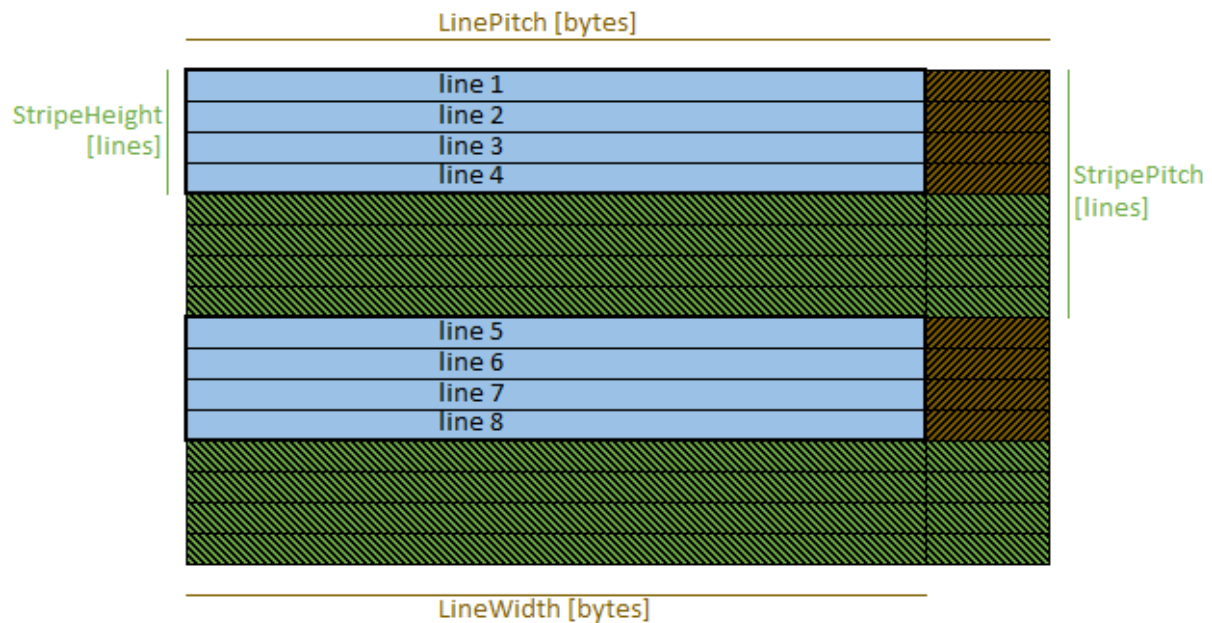 LinePitch [bytes]
line 1
line 2
line 3
line 4
StripeHeight
[lines]
StripePitch
[lines]
line 5
line 6
line 7
line 8
LineWidth [bytes]